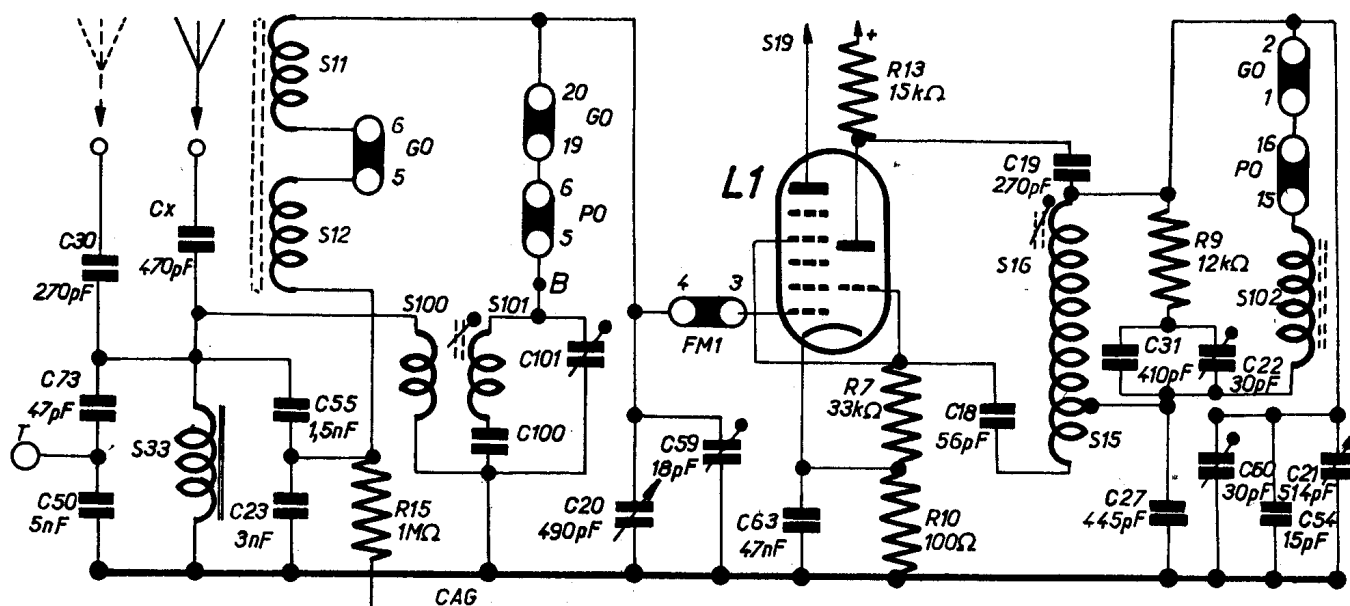 S11
6
GO
5
S12
20
GO
19
6
PO
5
B
C30
270pF
Cx
470pF
S100
S101
C101
C100
C73
47pF
T
C50
5nF
S33
C55
1,5nF
C23
3nF
R15
1MΩ
CAG
C20
490pF
C59
18pF
4
3
FM1
S19
+
R13
15kΩ
L1
R7
33kΩ
C63
47nF
R10
100Ω
C18
56pF
C19
270pF
S16
S15
R9
12kΩ
C31
410pF
C22
30pF
C27
445pF
2
GO
1
16
PO
15
S102
C60
30pF
C21
514pF
C54
15pF